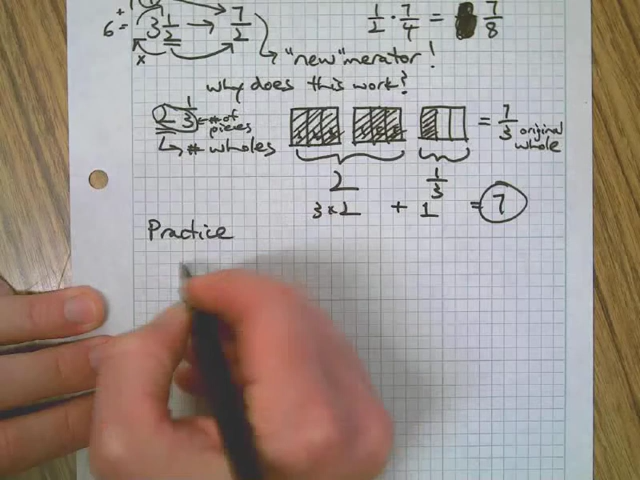 + 6= 3 1/2 → 7/2
x
1/2 · 7/4 = 7/8
"new"merator!
why does this work?
2 1/3 ← # of pieces
↳ # wholes
= 7/3 original whole
2 1/3
3×2 + 1 = 7
Practice